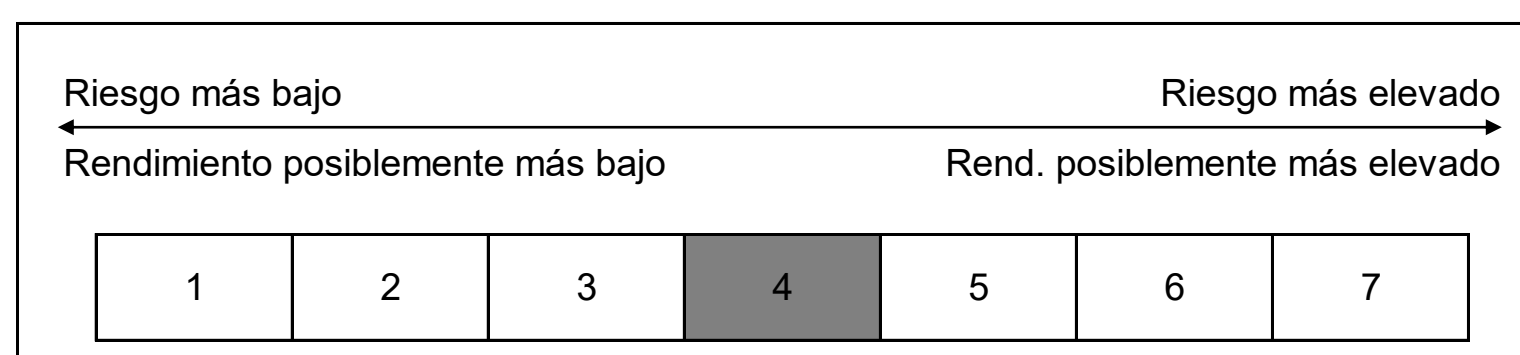 Riesgo más bajo Riesgo más elevado
Rendimiento posiblemente más bajo Rend. posiblemente más elevado
1 2 3 4 5 6 7